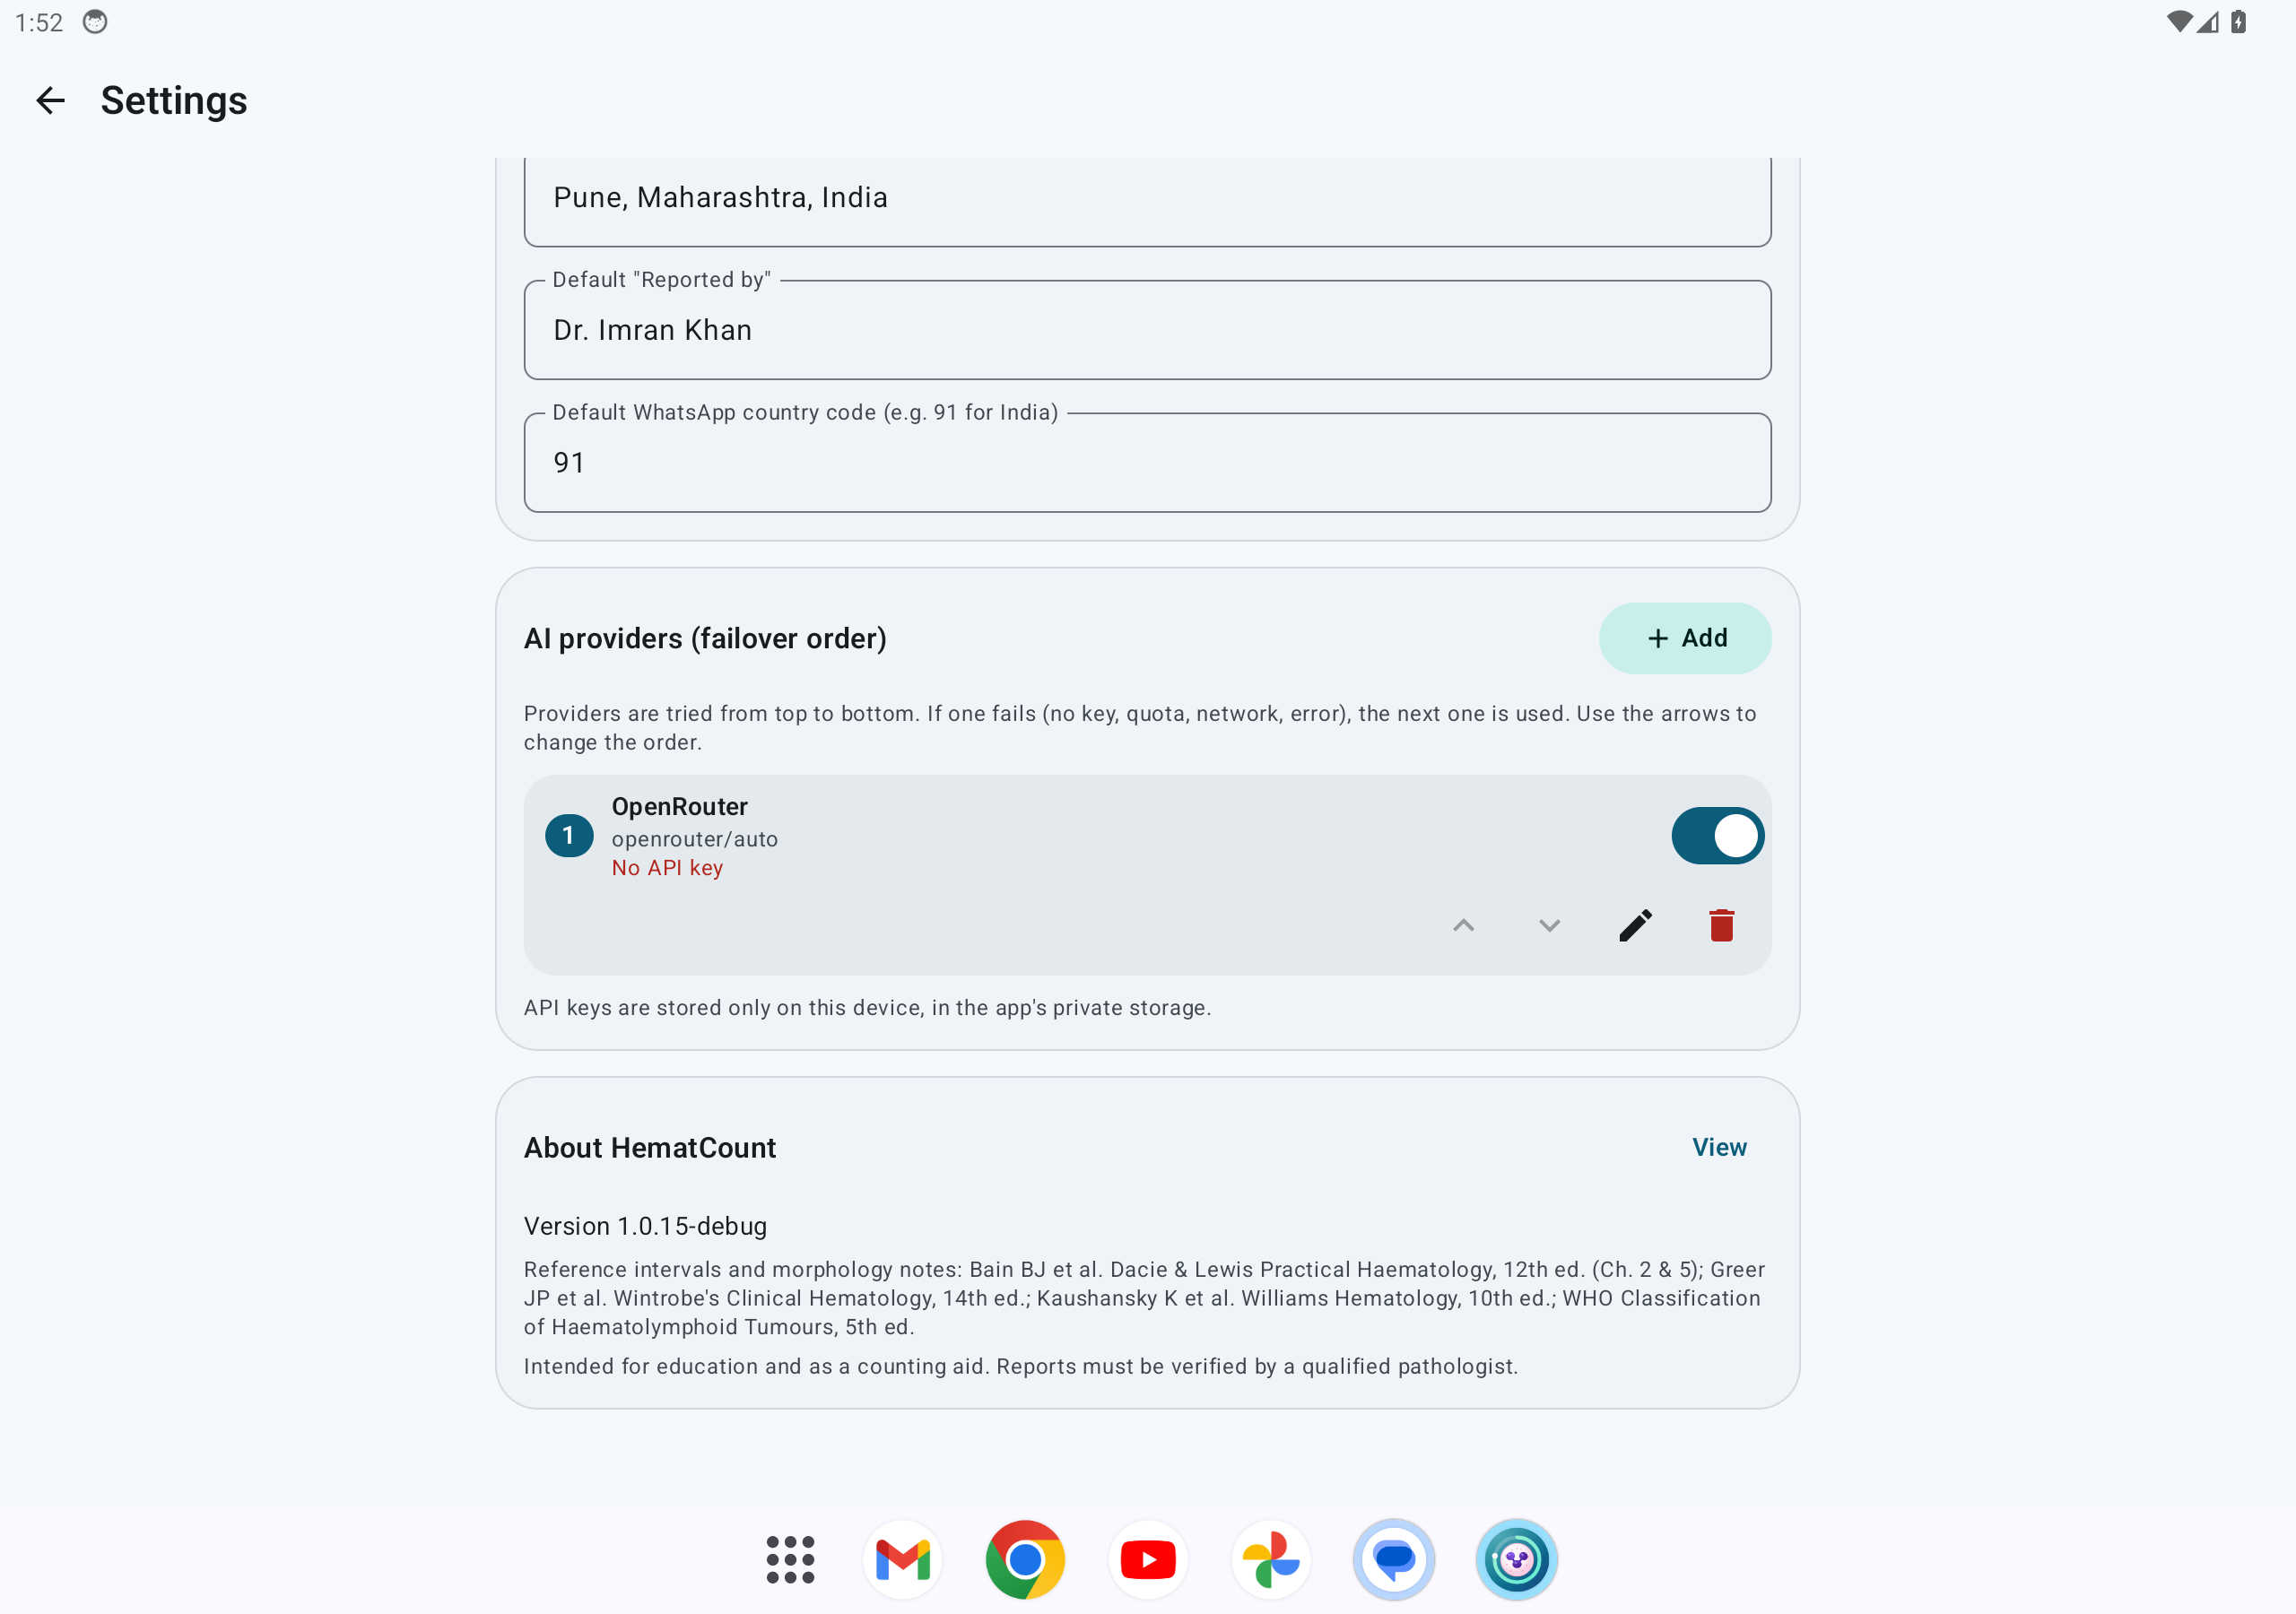 1:52
Settings
Pune, Maharashtra, India
Default "Reported by"
Dr. Imran Khan
Default WhatsApp country code (e.g. 91 for India)
91
AI providers (failover order)
+ Add
Providers are tried from top to bottom. If one fails (no key, quota, network, error), the next one is used. Use the arrows to
change the order.
1
OpenRouter
openrouter/auto
No API key
API keys are stored only on this device, in the app's private storage.
About HematCount
View
Version 1.0.15-debug
Reference intervals and morphology notes: Bain BJ et al. Dacie & Lewis Practical Haematology, 12th ed. (Ch. 2 & 5); Greer
JP et al. Wintrobe's Clinical Hematology, 14th ed.; Kaushansky K et al. Williams Hematology, 10th ed.; WHO Classification
of Haematolymphoid Tumours, 5th ed.
Intended for education and as a counting aid. Reports must be verified by a qualified pathologist.